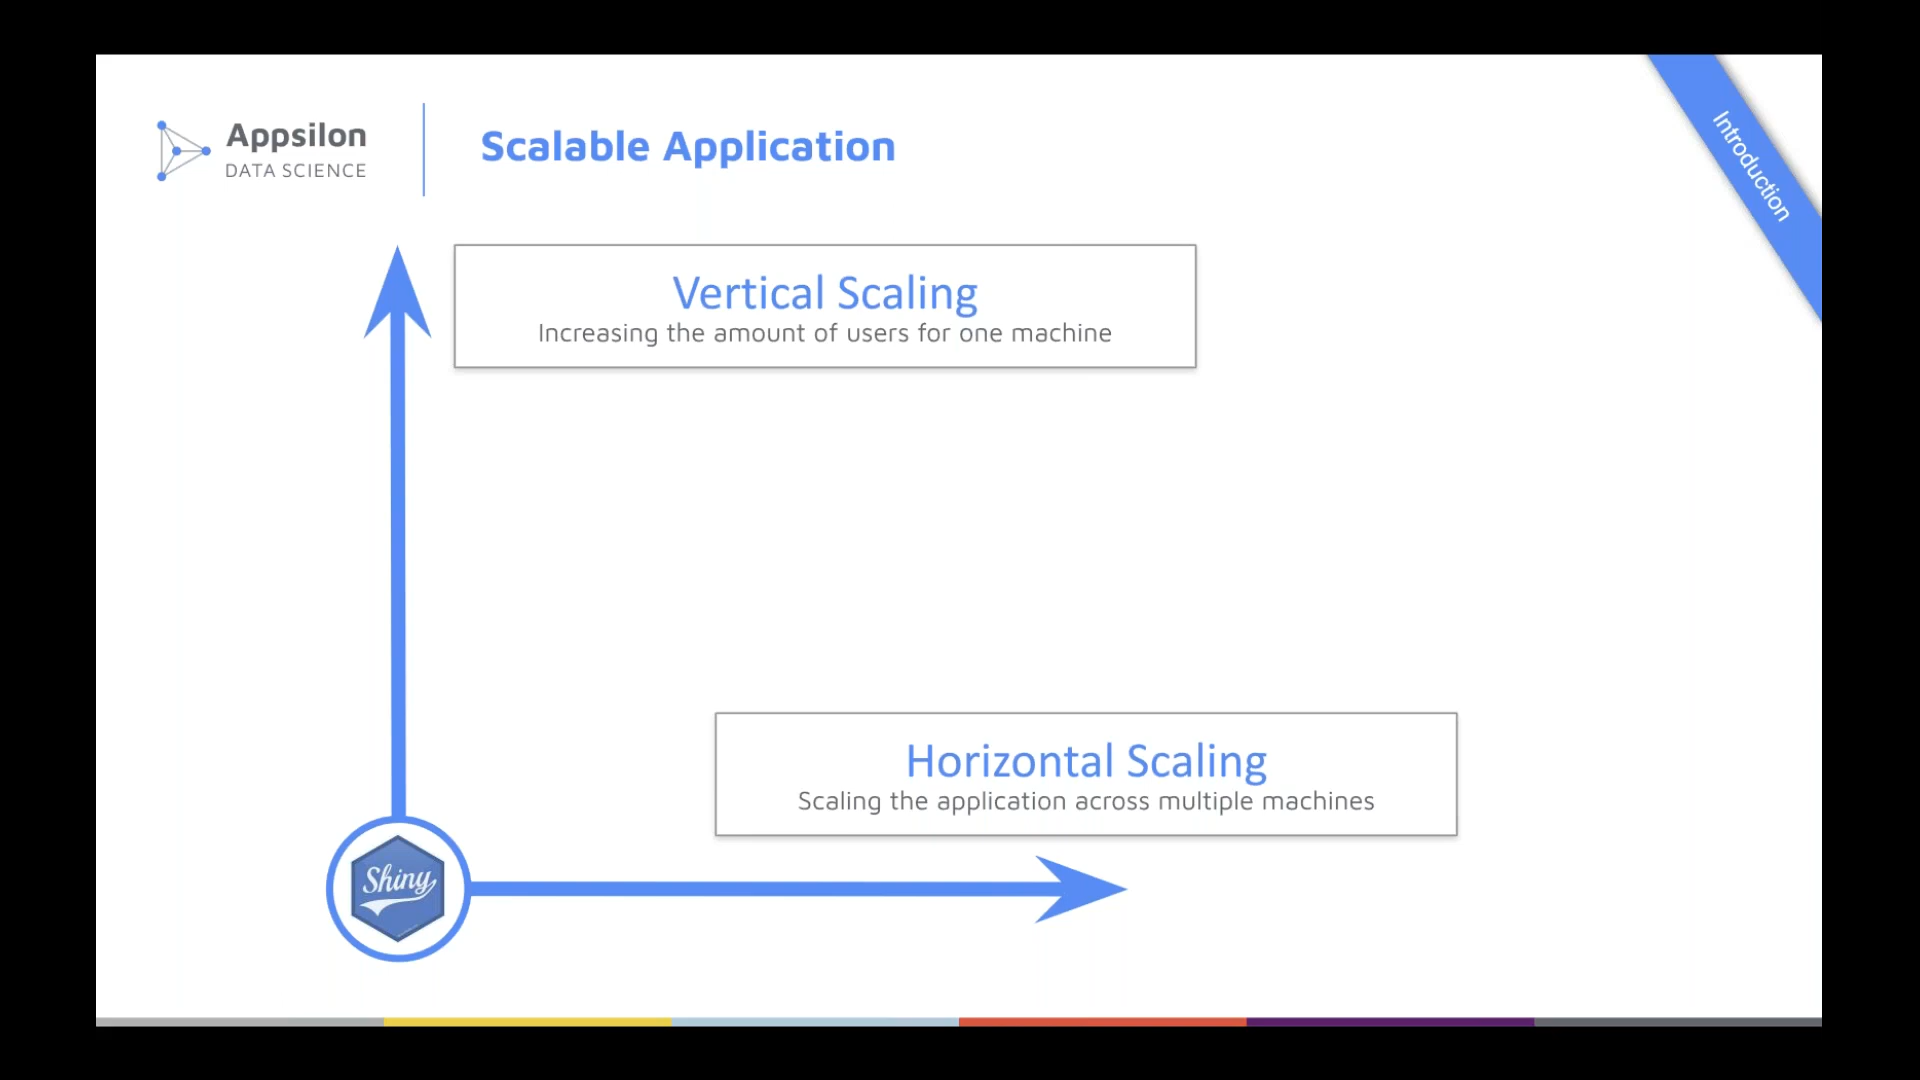 Appsilon
DATA SCIENCE
Scalable Application
Introduction
Vertical Scaling
Increasing the amount of users for one machine
Horizontal Scaling
Scaling the application across multiple machines
Shiny